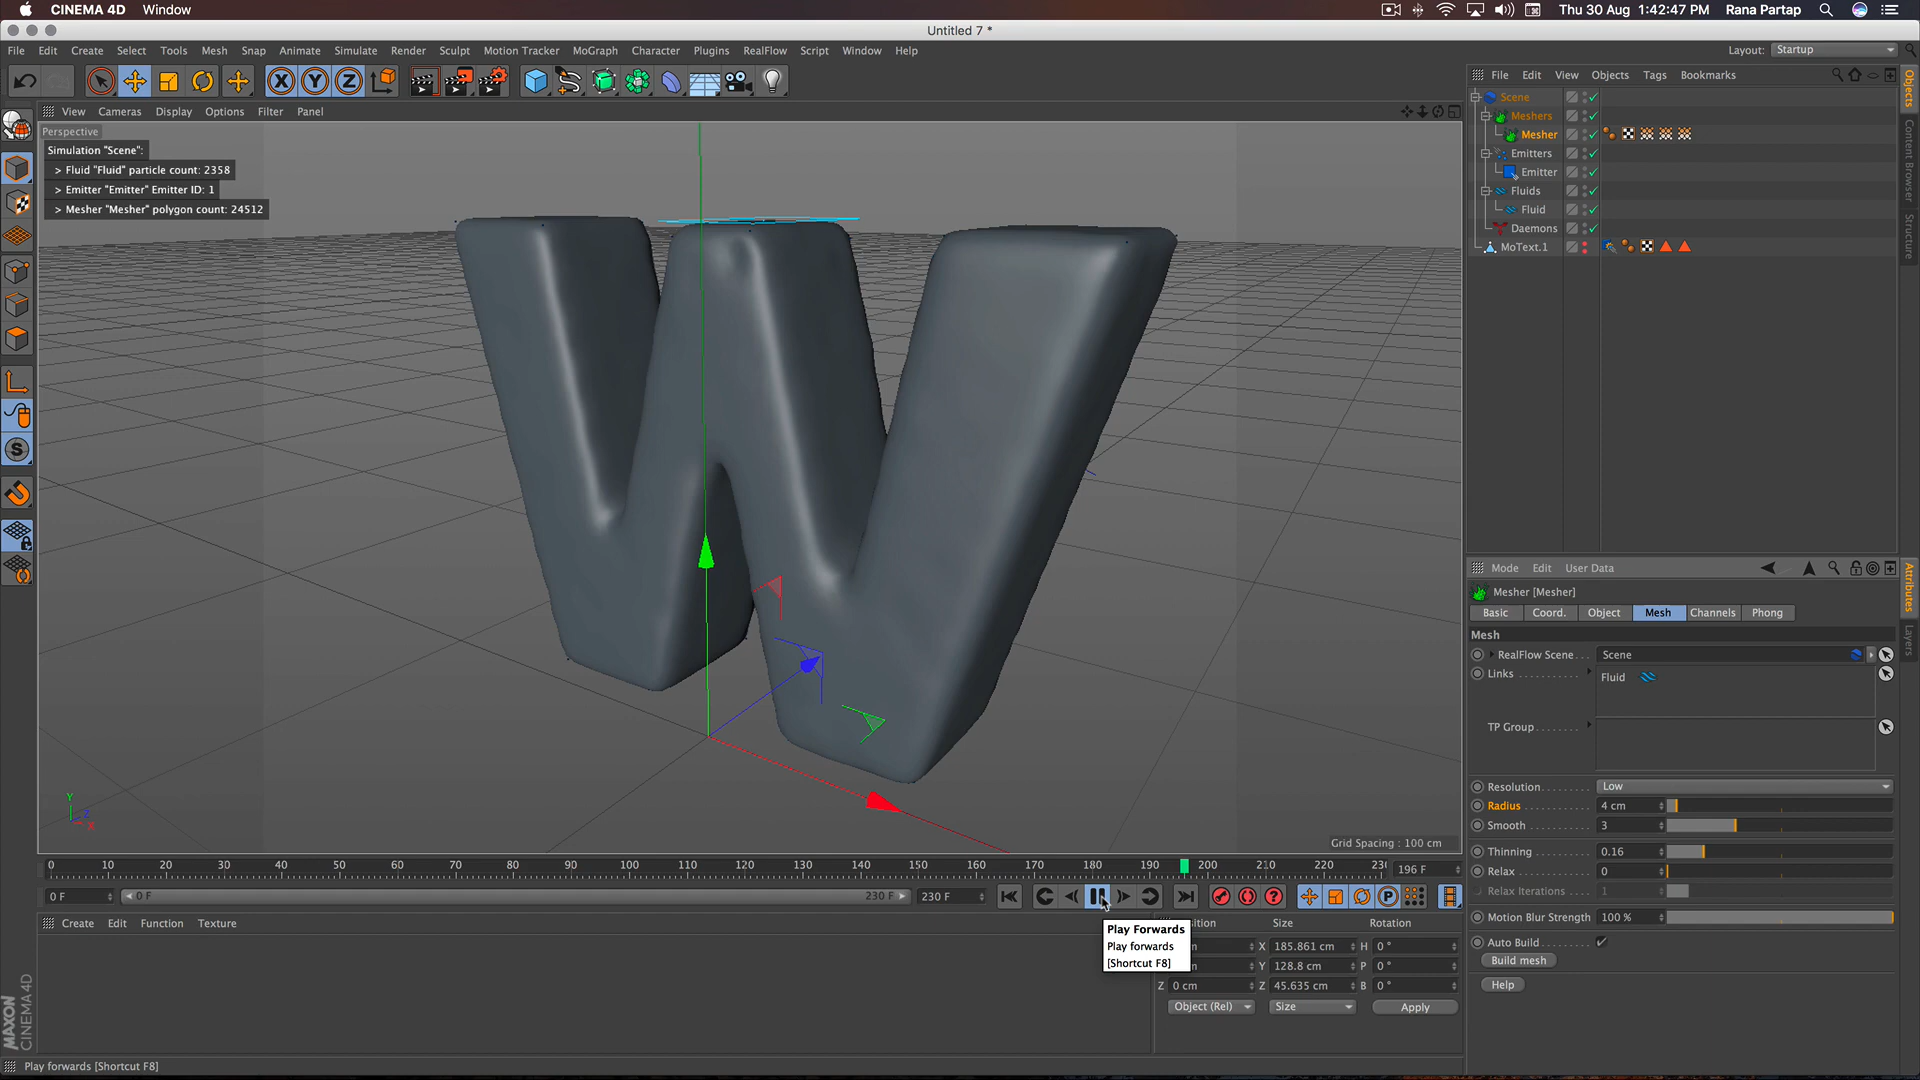 CINEMA 4D Window Thu 30 Aug 1:42:47 PM Rana Partap
Untitled 7 *
File Edit Create Select Tools Mesh Snap Animate Simulate Render Sculpt Motion Tracker MoGraph Character Plugins RealFlow Script Window Help Layout: Startup
X Y Z
File Edit View Objects Tags Bookmarks
Objects
Content Browser
Structure
View Cameras Display Options Filter Panel
Perspective
Simulation "Scene":
> Fluid "Fluid" particle count: 2358
> Emitter "Emitter" Emitter ID: 1
> Mesher "Mesher" polygon count: 24512
Scene
Meshers
Mesher
Emitters
Emitter
Fluids
Fluid
Daemons
MoText.1
W
Y
Z
X
Grid Spacing : 100 cm
Mode Edit User Data
Attributes
Layers
Mesher [Mesher]
Basic Coord. Object Mesh Channels Phong
Mesh
RealFlow Scene . . . Scene
Links Fluid
TP Group
Resolution Low
Radius 4 cm
Smooth 3
Thinning 0.16
Relax 0
Relax Iterations 1
Motion Blur Strength 100 %
Auto Build
Build mesh
Help
0 10 20 30 40 50 60 70 80 90 100 110 120 130 140 150 160 170 180 190 200 210 220 230 196 F
0 F 0 F 230 F 230 F
Create Edit Function Texture
Play Forwards
Play forwards
[Shortcut F8]
Size Rotation
X 185.861 cm H 0 °
Y 128.8 cm P 0 °
Z 0 cm Z 45.635 cm B 0 °
Object (Rel) Size Apply
MAXON
CINEMA 4D
Play forwards [Shortcut F8]